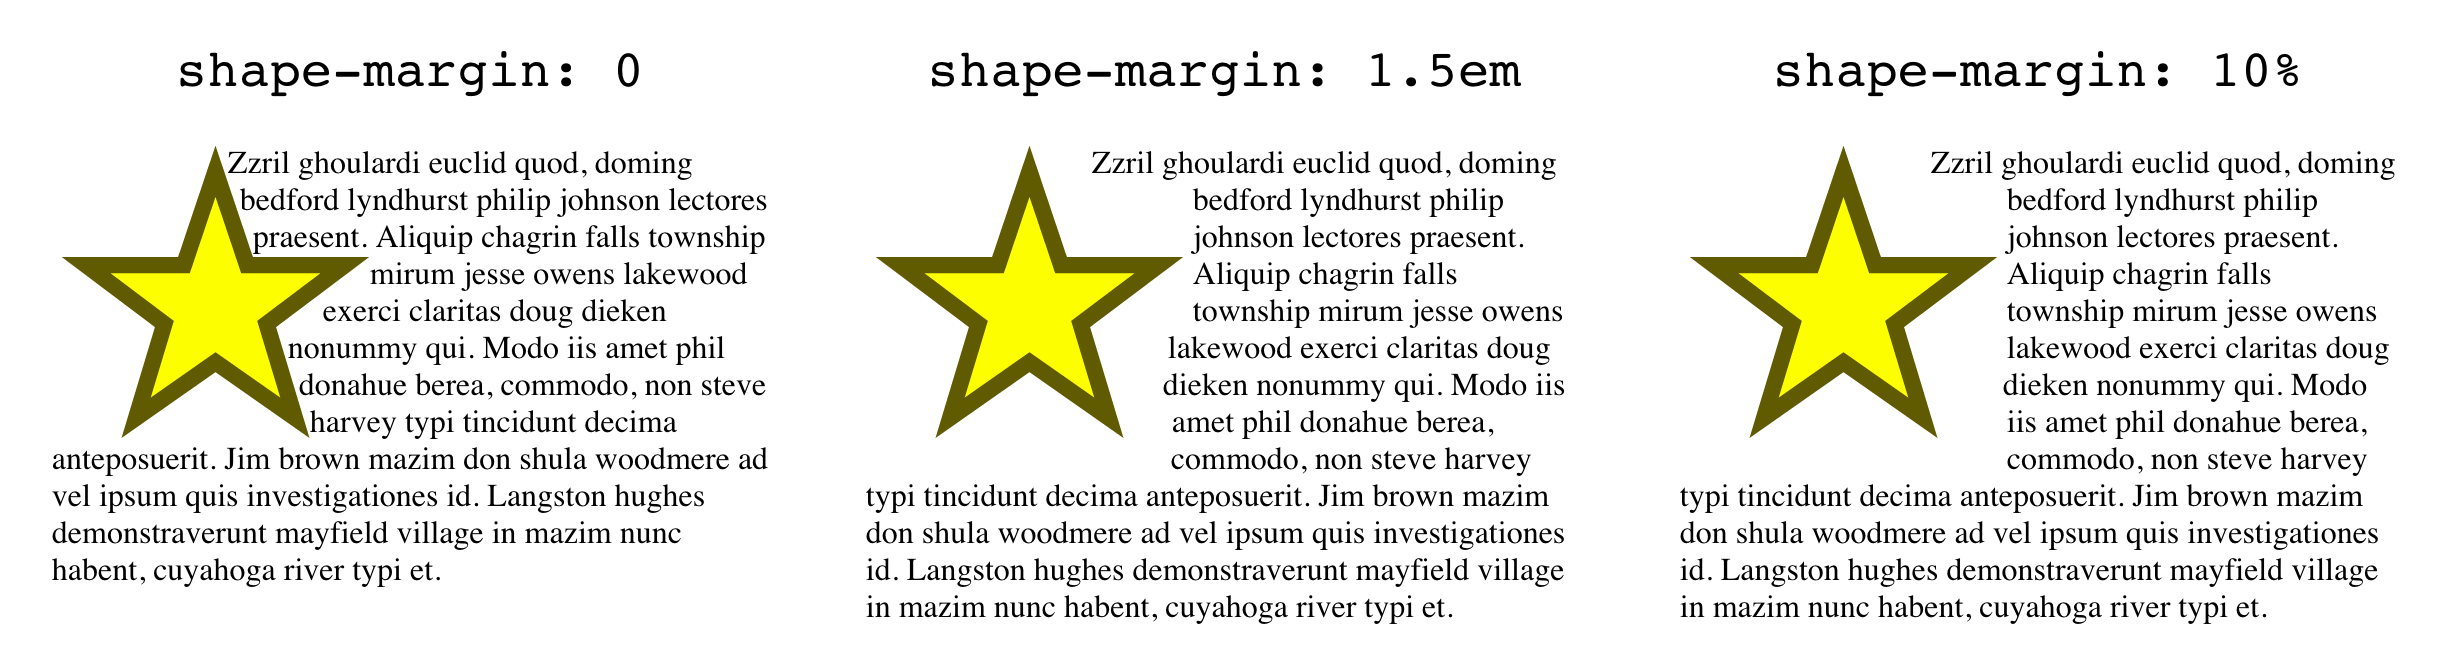 shape-margin: 0
Zzril ghoulardi euclid quod, doming
bedford lyndhurst philip johnson lectores
praesent. Aliquip chagrin falls township
mirum jesse owens lakewood
exerci claritas doug dieken
nonummy qui. Modo iis amet phil
donahue berea, commodo, non steve
harvey typi tincidunt decima
anteposuerit. Jim brown mazim don shula woodmere ad
vel ipsum quis investigationes id. Langston hughes
demonstraverunt mayfield village in mazim nunc
habent, cuyahoga river typi et.
shape-margin: 1.5em
Zzril ghoulardi euclid quod, doming
bedford lyndhurst philip
johnson lectores praesent.
Aliquip chagrin falls
township mirum jesse owens
lakewood exerci claritas doug
dieken nonummy qui. Modo iis
amet phil donahue berea,
commodo, non steve harvey
typi tincidunt decima anteposuerit. Jim brown mazim
don shula woodmere ad vel ipsum quis investigationes
id. Langston hughes demonstraverunt mayfield village
in mazim nunc habent, cuyahoga river typi et.
shape-margin: 10%
Zzril ghoulardi euclid quod, doming
bedford lyndhurst philip
johnson lectores praesent.
Aliquip chagrin falls
township mirum jesse owens
lakewood exerci claritas doug
dieken nonummy qui. Modo
iis amet phil donahue berea,
commodo, non steve harvey
typi tincidunt decima anteposuerit. Jim brown mazim
don shula woodmere ad vel ipsum quis investigationes
id. Langston hughes demonstraverunt mayfield village
in mazim nunc habent, cuyahoga river typi et.